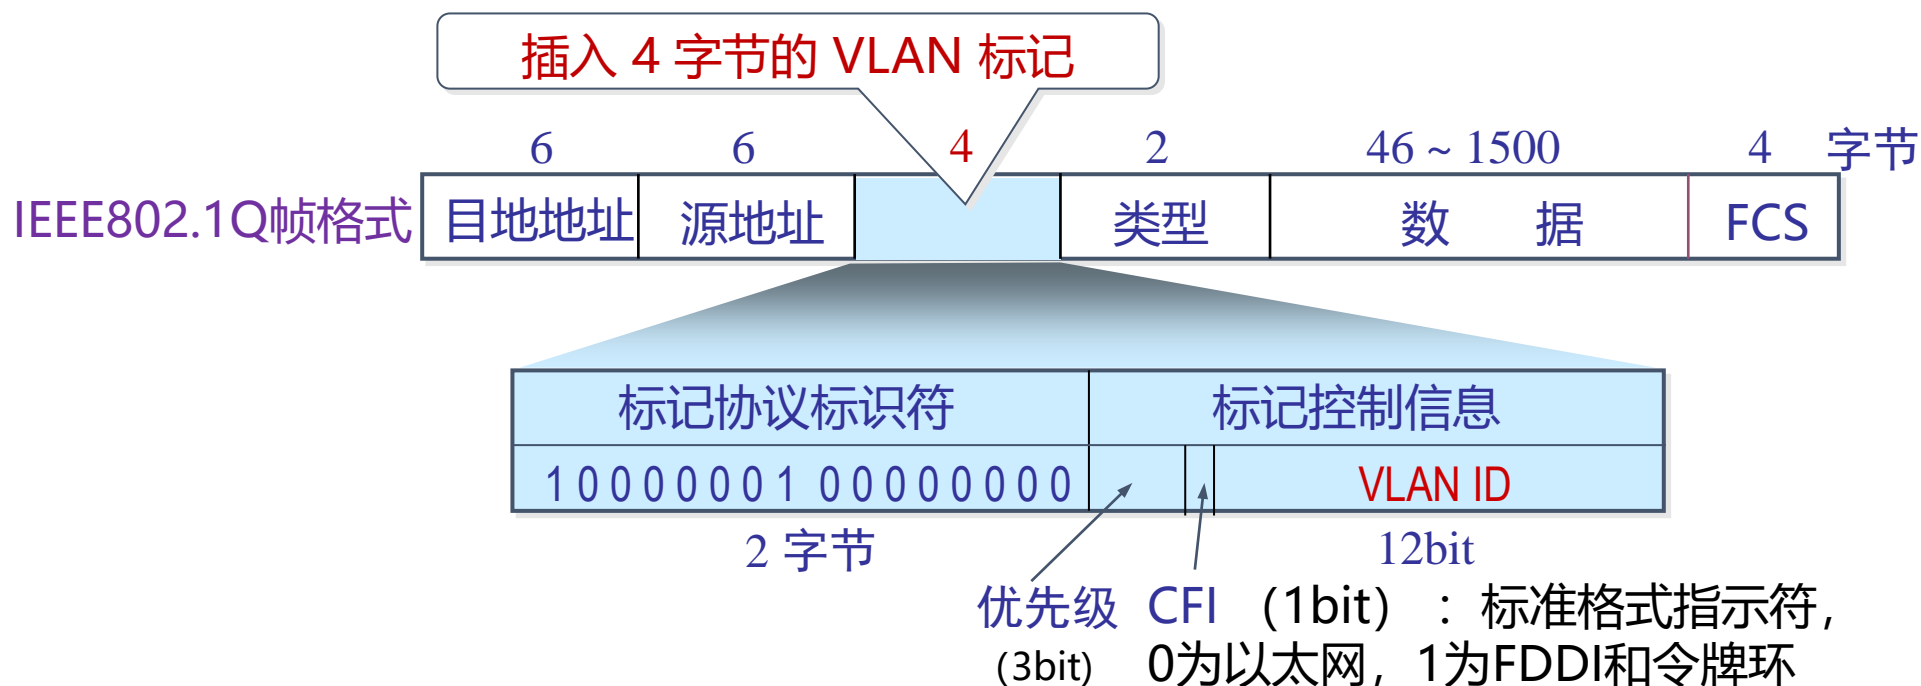 插入 4 字节的 VLAN 标记
6 6 4 2 46 ~ 1500 4 字节
IEEE802.1Q帧格式 目地地址 源地址 类型 数 据 FCS
标记协议标识符 标记控制信息
1 0 0 0 0 0 0 1 0 0 0 0 0 0 0 0 VLAN ID
2 字节 12bit
优先级 CFI （1bit） ：标准格式指示符，
（3bit） 0为以太网，1为FDDI和令牌环